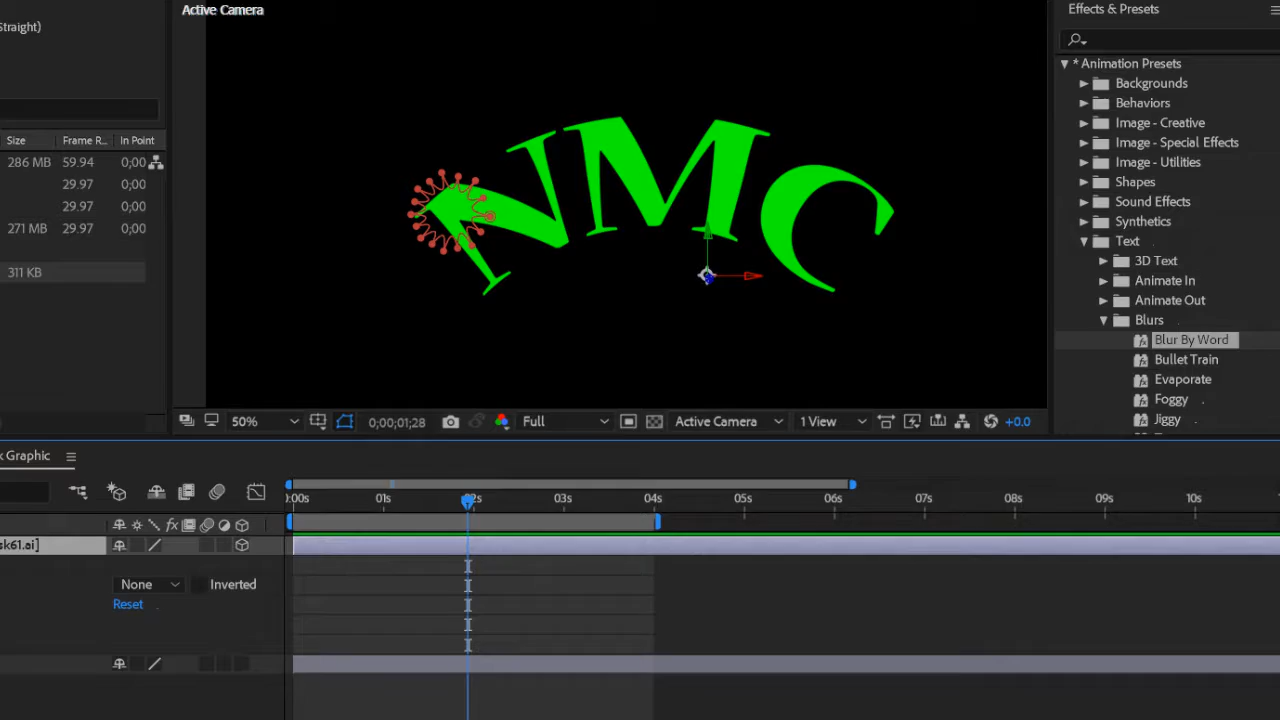 Active Camera
Effects & Presets
Straight)
* Animation Presets
Backgrounds
Behaviors
Image - Creative
Image - Special Effects
Image - Utilities
Shapes
Sound Effects
Synthetics
Text
3D Text
Animate In
Animate Out
Blurs
Blur By Word
Bullet Train
Evaporate
Foggy
Jiggy
Size Frame R... In Point
286 MB 59.94 0;00
29.97 0;00
29.97 0;00
271 MB 29.97 0;00
311 KB
NMC
50% 0;00;01;28 Full Active Camera 1 View +0.0
Graphic
:00s 01s 02s 03s 04s 05s 06s 07s 08s 09s 10s
fx
sk61.ai]
None Inverted
Reset